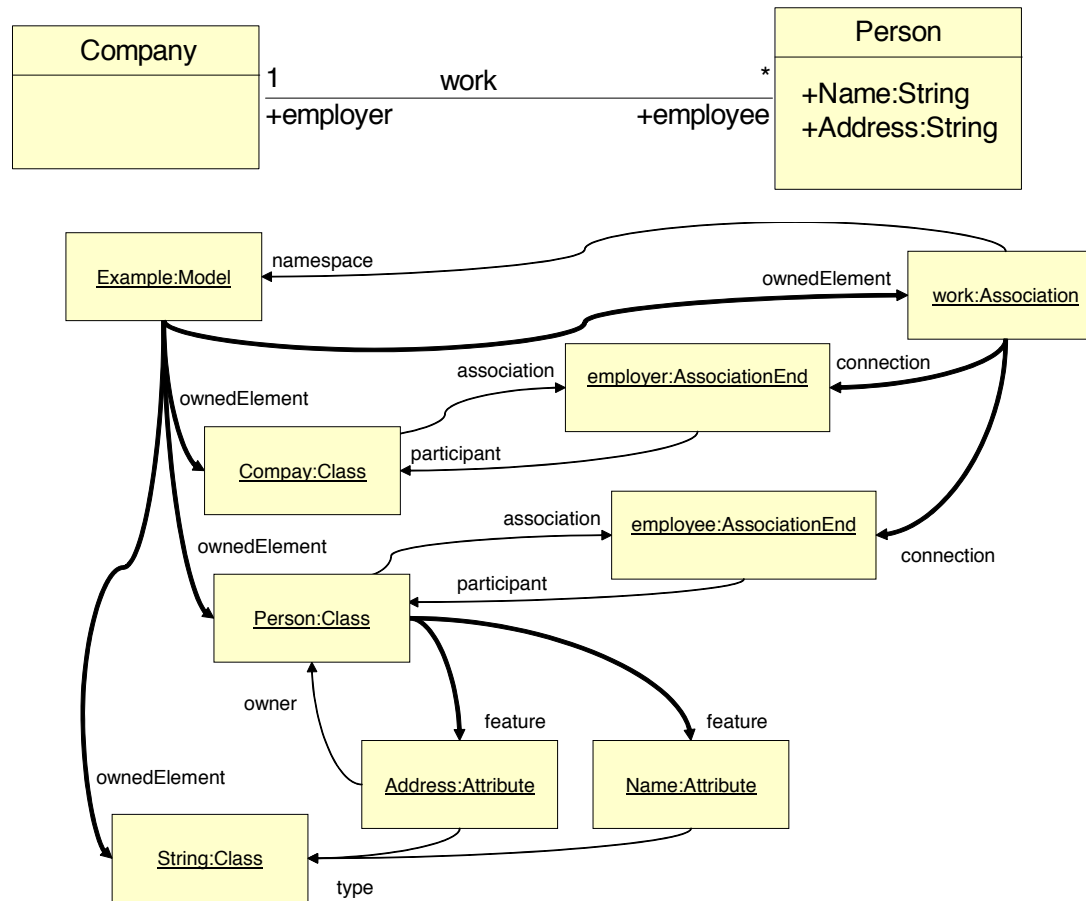 Company
Person
1
work
*
+employer
+employee
+Name:String
+Address:String
Example:Model
namespace
ownedElement
work:Association
association
employer:AssociationEnd
connection
ownedElement
participant
Compay:Class
association
employee:AssociationEnd
ownedElement
connection
participant
Person:Class
owner
feature
feature
Address:Attribute
Name:Attribute
ownedElement
String:Class
type